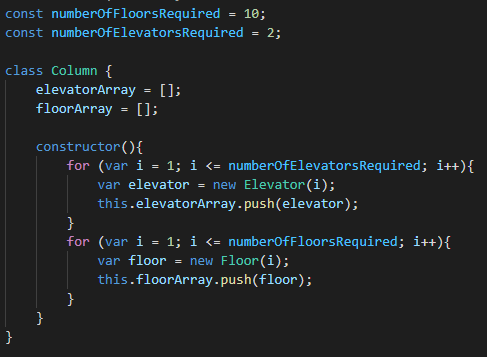 const numberOfFloorsRequired = 10;
const numberOfElevatorsRequired = 2;

class Column {
    elevatorArray = [];
    floorArray = [];

    constructor(){
        for (var i = 1; i <= numberOfElevatorsRequired; i++){
            var elevator = new Elevator(i);
            this.elevatorArray.push(elevator);
        }
        for (var i = 1; i <= numberOfFloorsRequired; i++){
            var floor = new Floor(i);
            this.floorArray.push(floor);
        }
    }
}